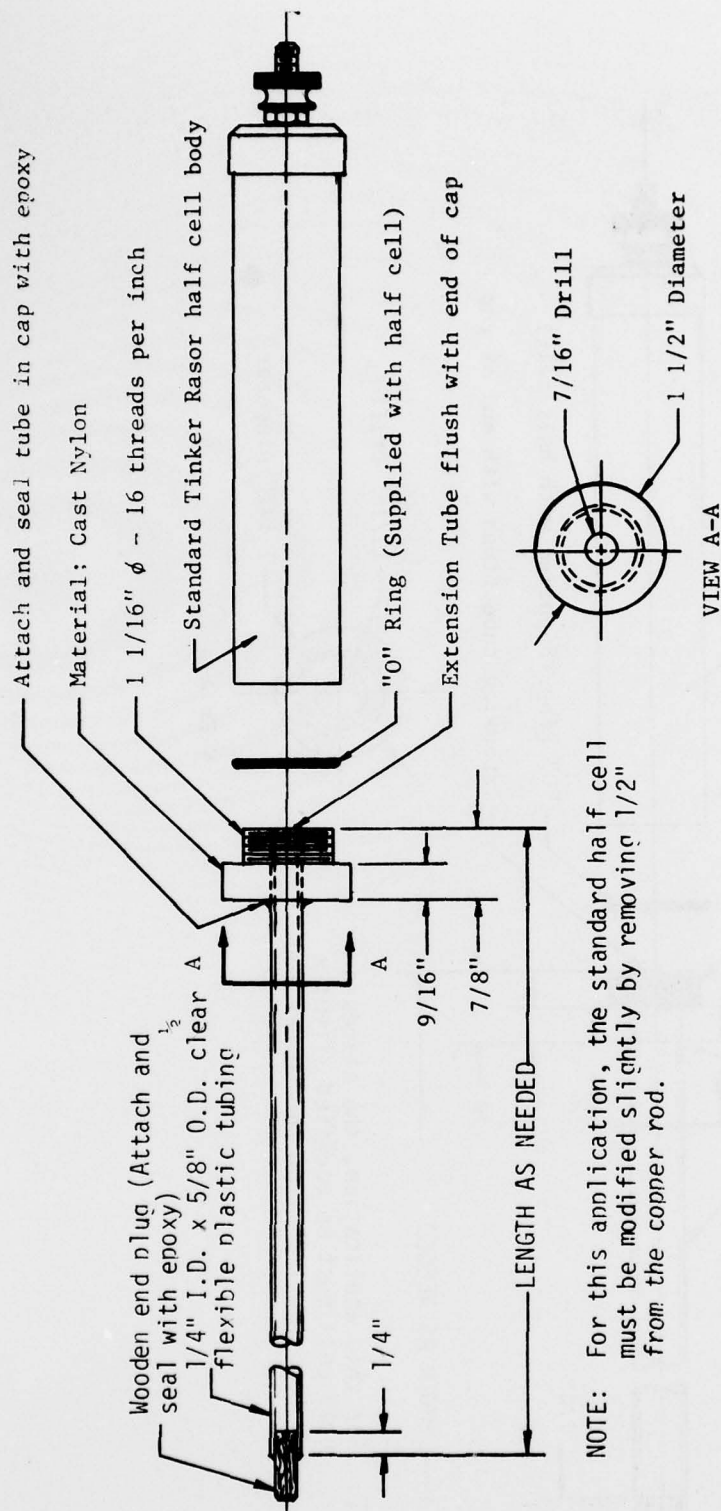 Attach and seal tube in cap with epoxy
Material: Cast Nylon
1 1/16" ϕ - 16 threads per inch
Standard Tinker Rasor half cell body
"O" Ring (Supplied with half cell)
Extension Tube flush with end of cap
Wooden end plug (Attach and
seal with epoxy)
½
1/4" I.D. x 5/8" O.D. clear
flexible plastic tubing
A
A
1/4"
9/16"
7/8"
LENGTH AS NEEDED
7/16" Drill
1 1/2" Diameter
VIEW A-A
NOTE: For this application, the standard half cell
must be modified slightly by removing 1/2"
from the copper rod.